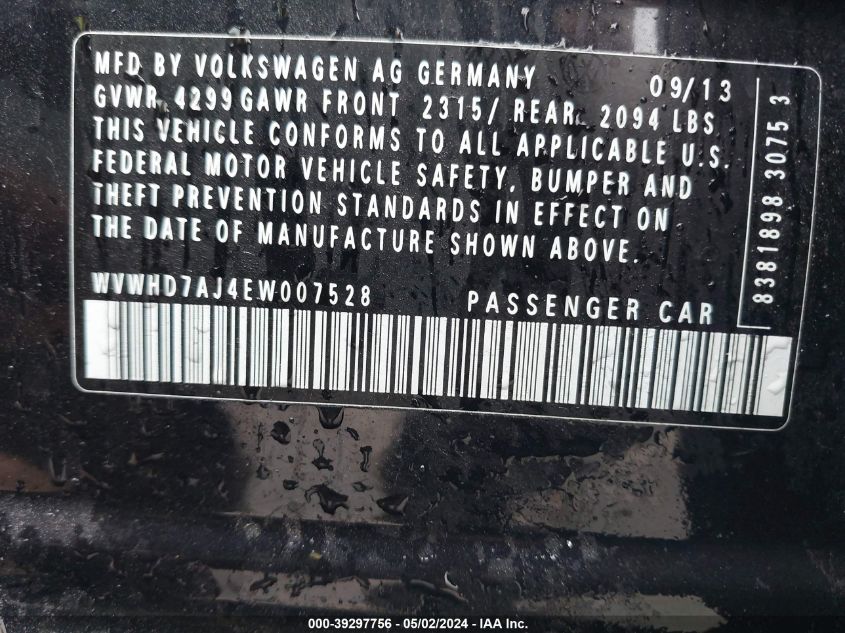 MFD BY VOLKSWAGEN AG GERMANY 09/13
GVWR 4299 GAWR FRONT 2315/ REAR 2094 LBS
THIS VEHICLE CONFORMS TO ALL APPLICABLE U.S.
FEDERAL MOTOR VEHICLE SAFETY, BUMPER AND
THEFT PREVENTION STANDARDS IN EFFECT ON
THE DATE OF MANUFACTURE SHOWN ABOVE.
WVWHD7AJ4EW007528 PASSENGER CAR
8381898 3075 3
000-39297756 - 05/02/2024 - IAA Inc.